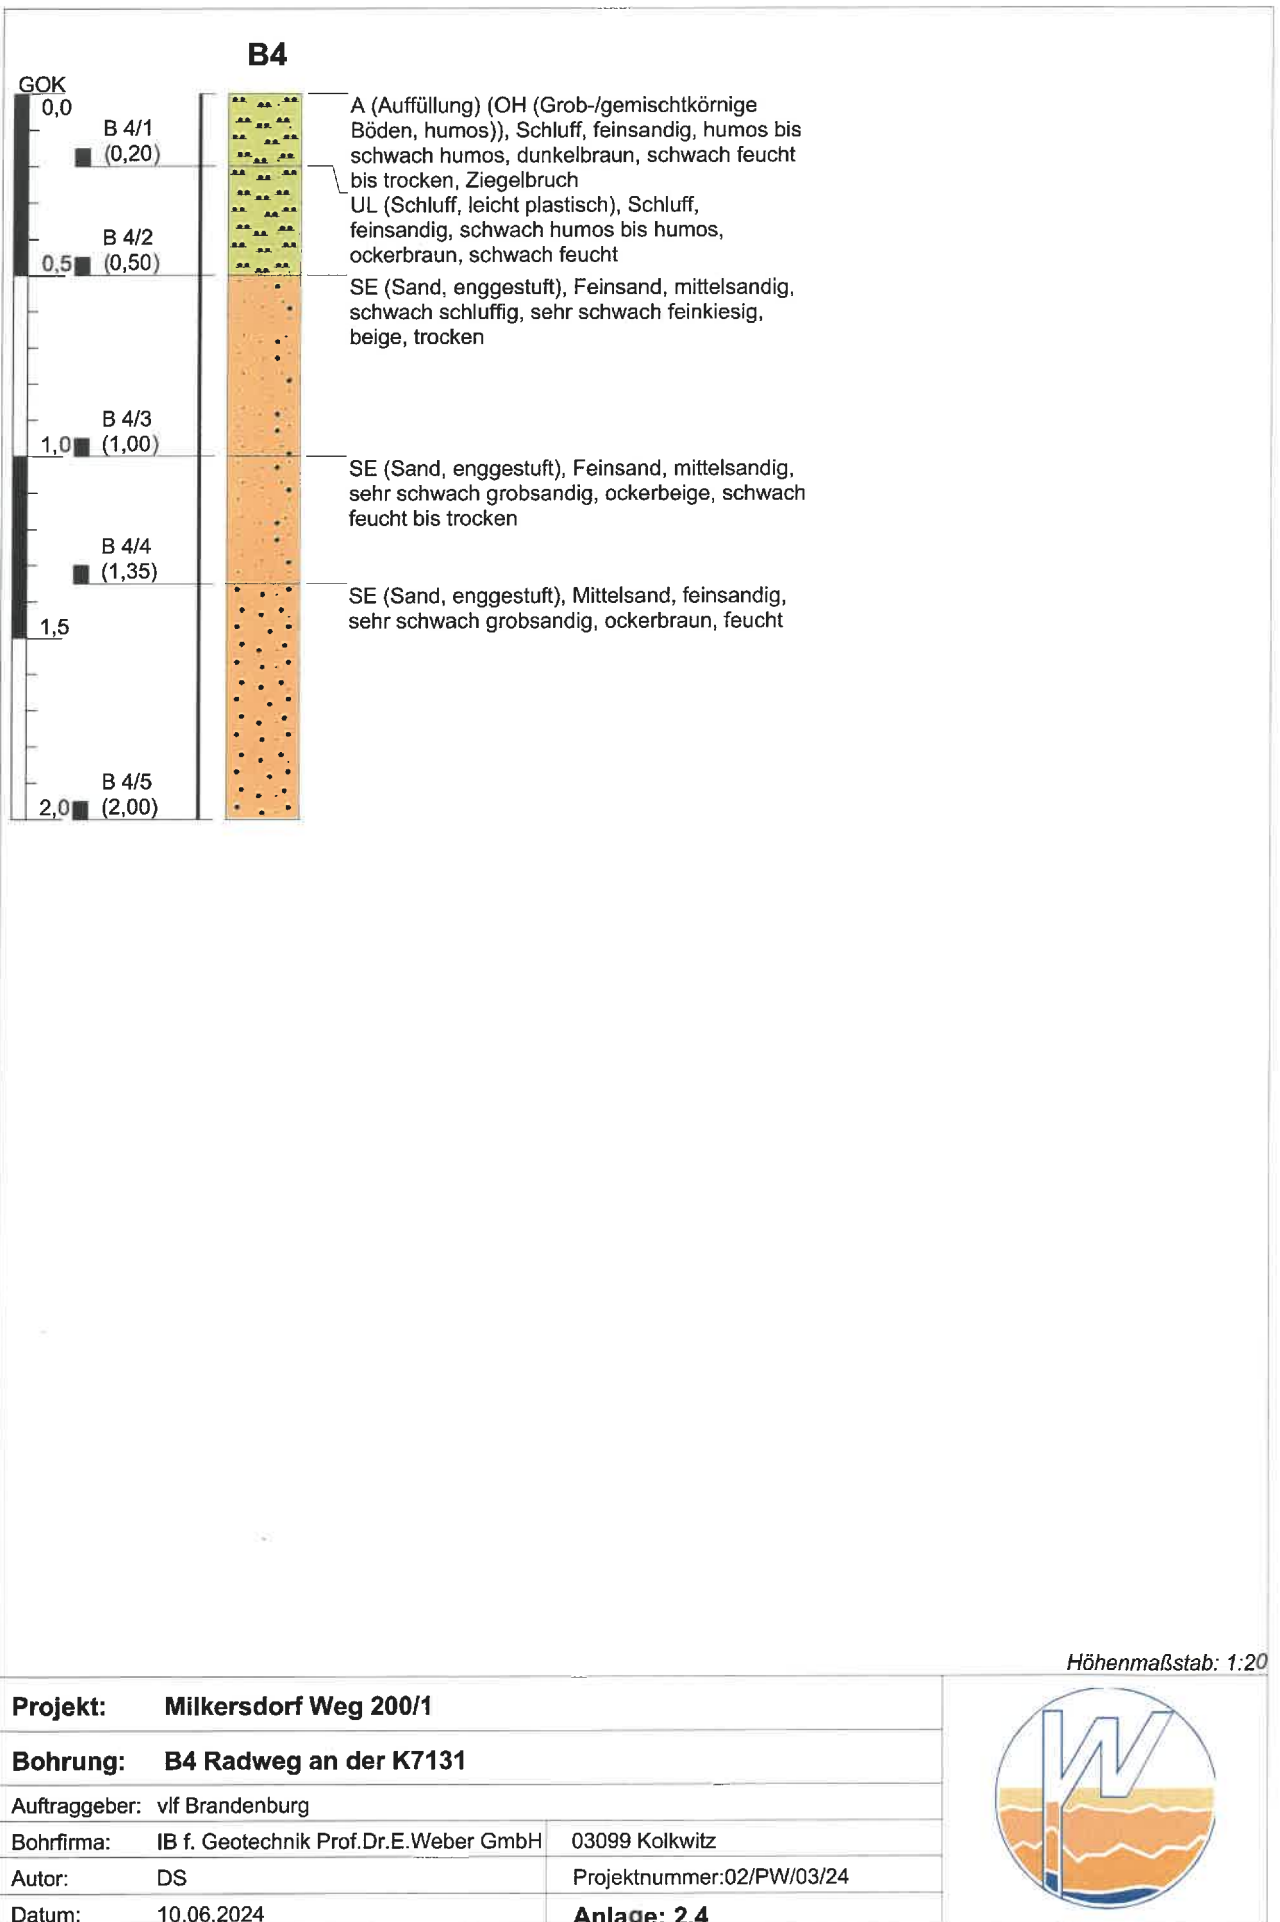 B4
GOK
0,0
B 4/1
(0,20)
A (Auffüllung) (OH (Grob-/gemischtkörnige
Böden, humos)), Schluff, feinsandig, humos bis
schwach humos, dunkelbraun, schwach feucht
bis trocken, Ziegelbruch
UL (Schluff, leicht plastisch), Schluff,
feinsandig, schwach humos bis humos,
ockerbraun, schwach feucht
B 4/2
0,5 (0,50)
SE (Sand, enggestuft), Feinsand, mittelsandig,
schwach schluffig, sehr schwach feinkiesig,
beige, trocken
B 4/3
1,0 (1,00)
SE (Sand, enggestuft), Feinsand, mittelsandig,
sehr schwach grobsandig, ockerbeige, schwach
feucht bis trocken
B 4/4
(1,35)
SE (Sand, enggestuft), Mittelsand, feinsandig,
sehr schwach grobsandig, ockerbraun, feucht
1,5
B 4/5
2,0 (2,00)
Höhenmaßstab: 1:20
Projekt: Milkersdorf Weg 200/1
Bohrung: B4 Radweg an der K7131
Auftraggeber: vlf Brandenburg
Bohrfirma: IB f. Geotechnik Prof.Dr.E.Weber GmbH 03099 Kolkwitz
Autor: DS Projektnummer:02/PW/03/24
Datum: 10.06.2024 Anlage: 2.4
W